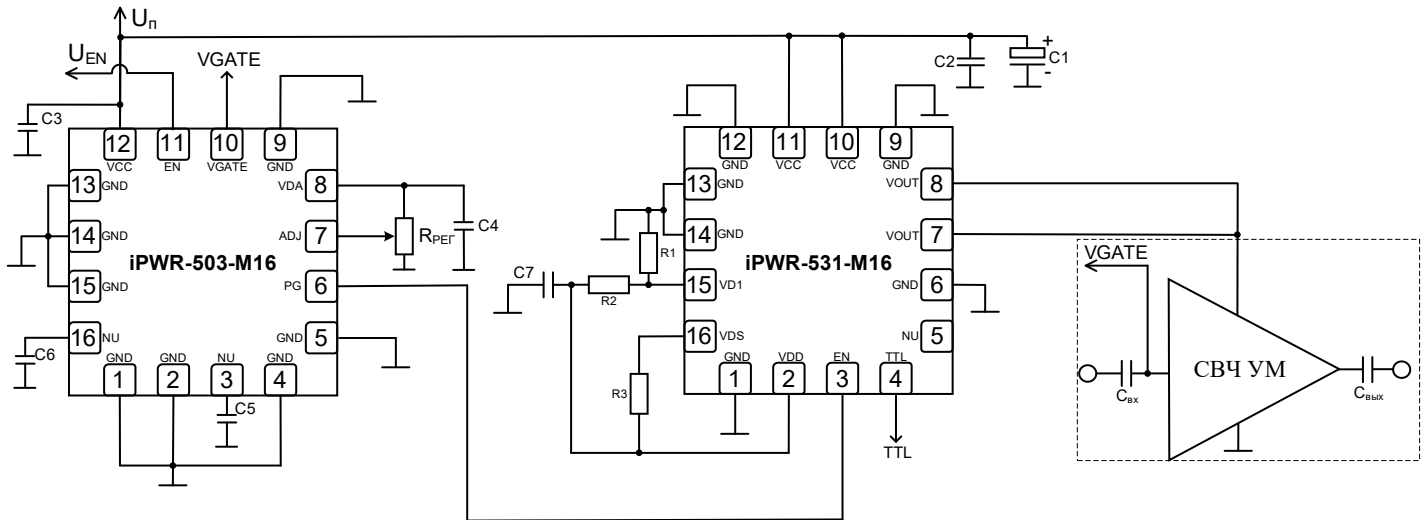 Uп
UEN
VGATE
C3
12
VCC
11
EN
10
VGATE
9
GND
13
GND
14
GND
15
GND
16
NU
C6
8
VDA
7
ADJ
6
PG
5
GND
RРЕГ
C4
iPWR-503-M16
GND
1
GND
2
NU
3
GND
4
C5
C2
+
C1
-
12
GND
11
VCC
10
VCC
9
GND
13
GND
14
GND
15
VD1
16
VDS
R1
R2
R3
C7
VOUT
8
VOUT
7
GND
6
NU
5
iPWR-531-M16
GND
1
VDD
2
EN
3
TTL
4
TTL
VGATE
СВЧ УМ
Cвх
Cвых